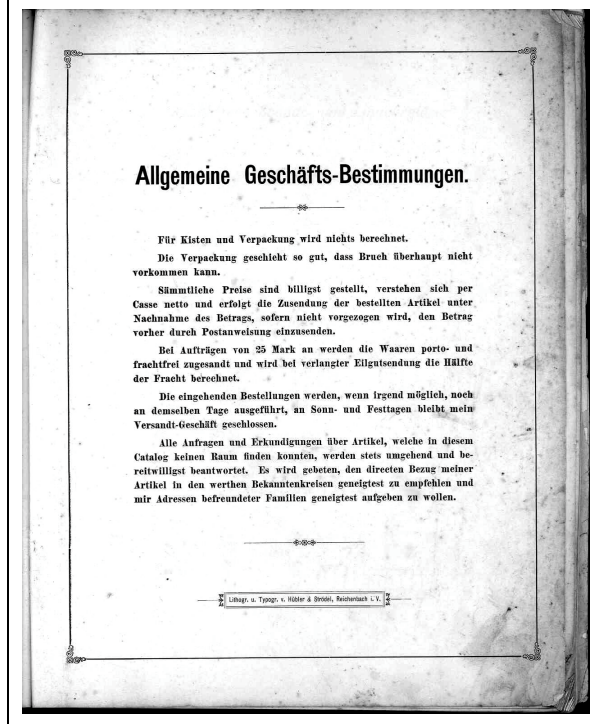 Allgemeine Geschäfts-Bestimmungen.
Für Kisten und Verpackung wird nichts berechnet.
Die Verpackung geschieht so gut, dass Bruch überhaupt nicht
vorkommen kann.
Sämmtliche Preise sind billigst gestellt, verstehen sich per
Casse netto und erfolgt die Zusendung der bestellten Artikel unter
Nachnahme des Betrags, sofern nicht vorgezogen wird, den Betrag
vorher durch Postanweisung einzusenden.
Bei Aufträgen von 25 Mark an werden die Waaren porto- und
frachtfrei zugesandt und wird bei verlangter Eilgutsendung die Hälfte
der Fracht berechnet.
Die eingehenden Bestellungen werden, wenn irgend möglich, noch
an demselben Tage ausgeführt, an Sonn- und Festtagen bleibt mein
Versandt-Geschäft geschlossen.
Alle Anfragen und Erkundigungen über Artikel, welche in diesem
Catalog keinen Raum finden konnten, werden stets umgehend und be-
reitwilligst beantwortet. Es wird gebeten, den directen Bezug meiner
Artikel in den werthen Bekanntenkreisen geneigtest zu empfehlen und
mir Adressen befreundeter Familien geneigtest aufgeben zu wollen.
Lithogr. u. Typogr. v. Hübler & Strödel, Reichenbach i. V.